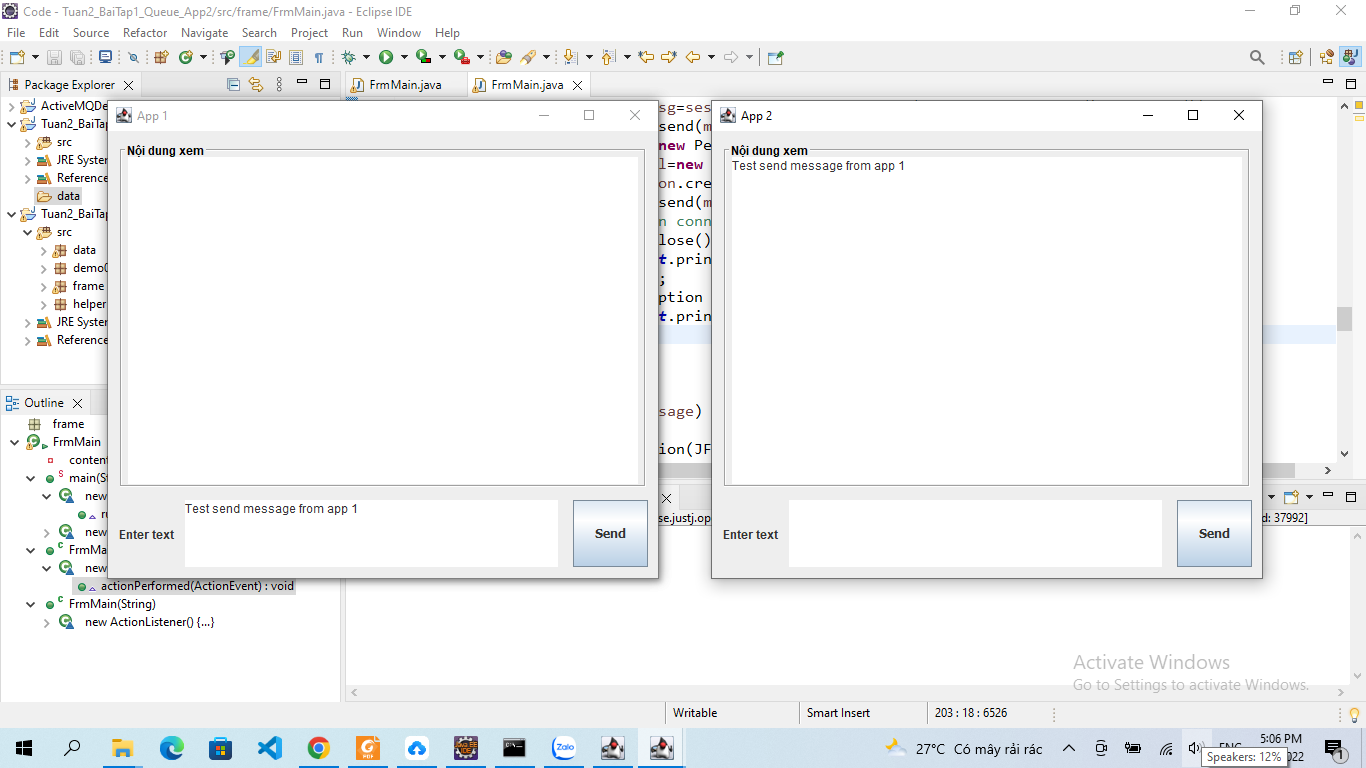 Code - Tuan2_BaiTap1_Queue_App2/src/frame/FrmMain.java - Eclipse IDE
File Edit Source Refactor Navigate Search Project Run Window Help
Package Explorer
FrmMain.java
FrmMain.java
ActiveMQDe
Tuan2_BaiTap
src
JRE System
Reference
data
Tuan2_BaiTap
src
data
frame
helper
JRE System
Reference
App 1
Nội dung xem
Enter text
Test send message from app 1
Send
App 2
Nội dung xem
Test send message from app 1
Enter text
Send
sg=ses
send(m
new Pe
l=new
on.cre
send(m
n conn
lose()
t.prin
;
ption
t.prin
sage)
ion(JF
se.justj.op
d: 37992]
Outline
frame
FrmMain
content
main(St
new
ru
new
FrmMa
new
actionPerformed(ActionEvent) : void
FrmMain(String)
new ActionListener() {...}
Activate Windows
Go to Settings to activate Windows.
Writable
Smart Insert
203 : 18 : 6526
Zalo
27°C Có mây rải rác
ENG
5:06 PM
022
Speakers: 12%
1